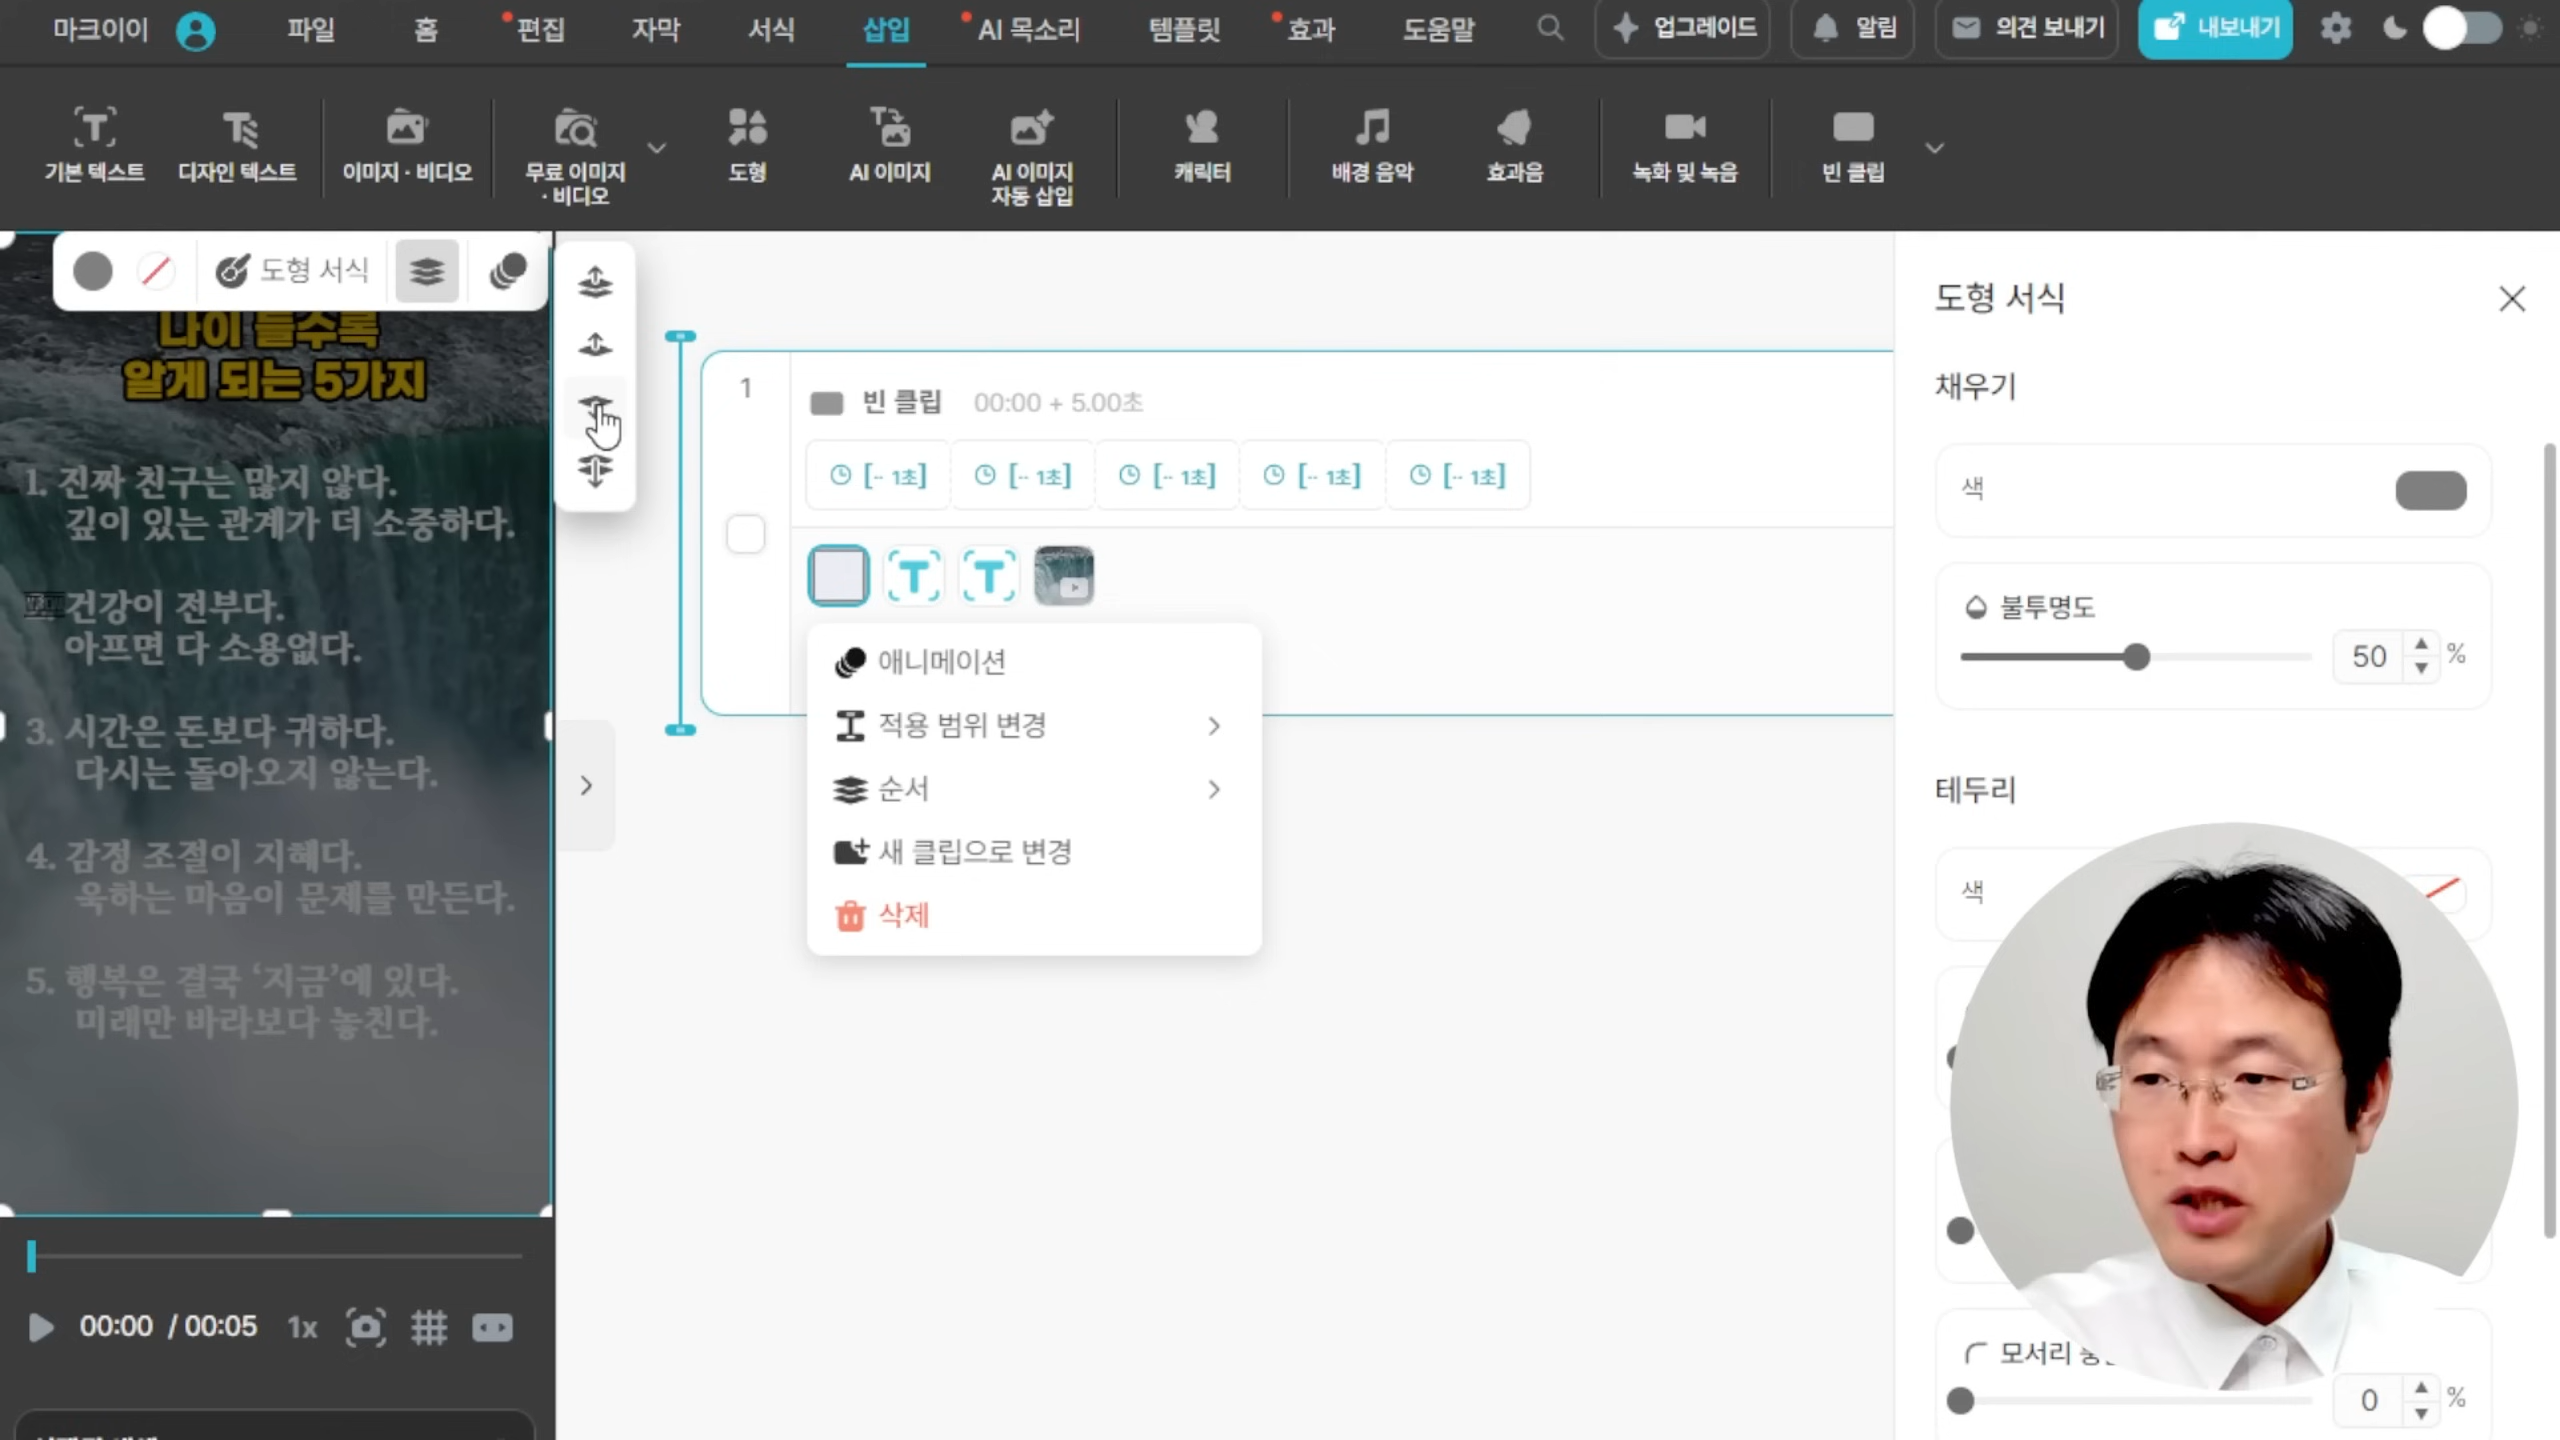 마크이이 파일 홈 편집 자막 서식 삽입 AI 목소리 템플릿 효과 도움말 업그레이드 알림 의견 보내기 내보내기
기본 텍스트 디자인 텍스트 이미지 · 비디오 무료 이미지 도형 AI 이미지 AI 이미지 캐릭터 배경 음악 효과음 녹화 및 녹음 빈 클립
· 비디오 자동 삽입
도형 서식
나이 들수록
알게 되는 5가지
1. 진짜 친구는 많지 않다.
깊이 있는 관계가 더 소중하다.
건강이 전부다.
아프면 다 소용없다.
3. 시간은 돈보다 귀하다.
다시는 돌아오지 않는다.
4. 감정 조절이 지혜다.
욱하는 마음이 문제를 만든다.
5. 행복은 결국 ‘지금’에 있다.
미래만 바라보다 놓친다.
00:00 / 00:05 1x
1
빈 클립 00:00 + 5.00초
[·· 1초] [·· 1초] [·· 1초] [·· 1초] [·· 1초]
애니메이션
적용 범위 변경
순서
새 클립으로 변경
삭제
도형 서식
채우기
색
불투명도
50 %
테두리
색
모서리
0 %